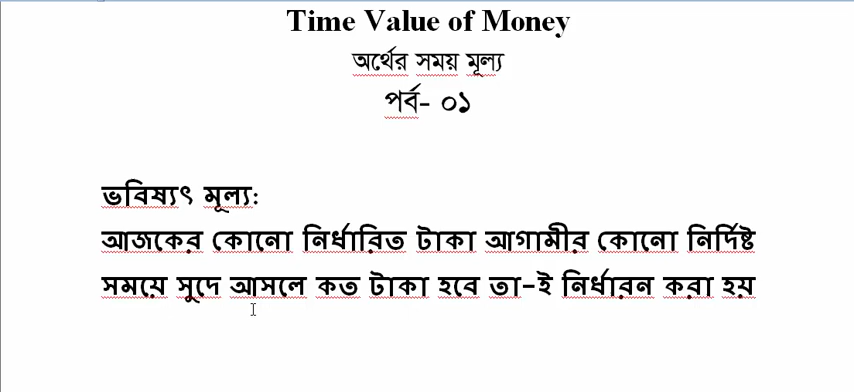 Time Value of Money
অর্থের সময় মূল্য
পর্ব- ০১
ভবিষ্যৎ মূল্য:
আজকের কোনো নির্ধারিত টাকা আগামীর কোনো নির্দিষ্ট
সময়ে সুদে আসলে কত টাকা হবে তা-ই নির্ধারন করা হয়